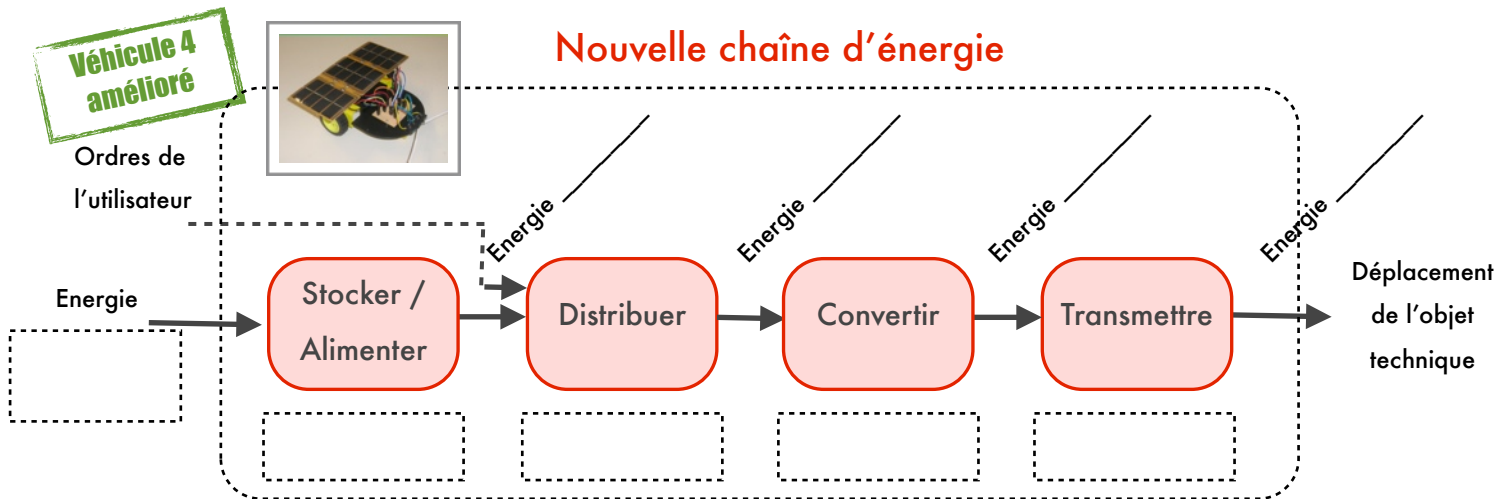 Véhicule 4
amélioré
Nouvelle chaîne d’énergie
Ordres de
l’utilisateur
Energie
Energie
Energie
Energie
Energie
Stocker /
Alimenter
Distribuer
Convertir
Transmettre
Déplacement
de l’objet
technique